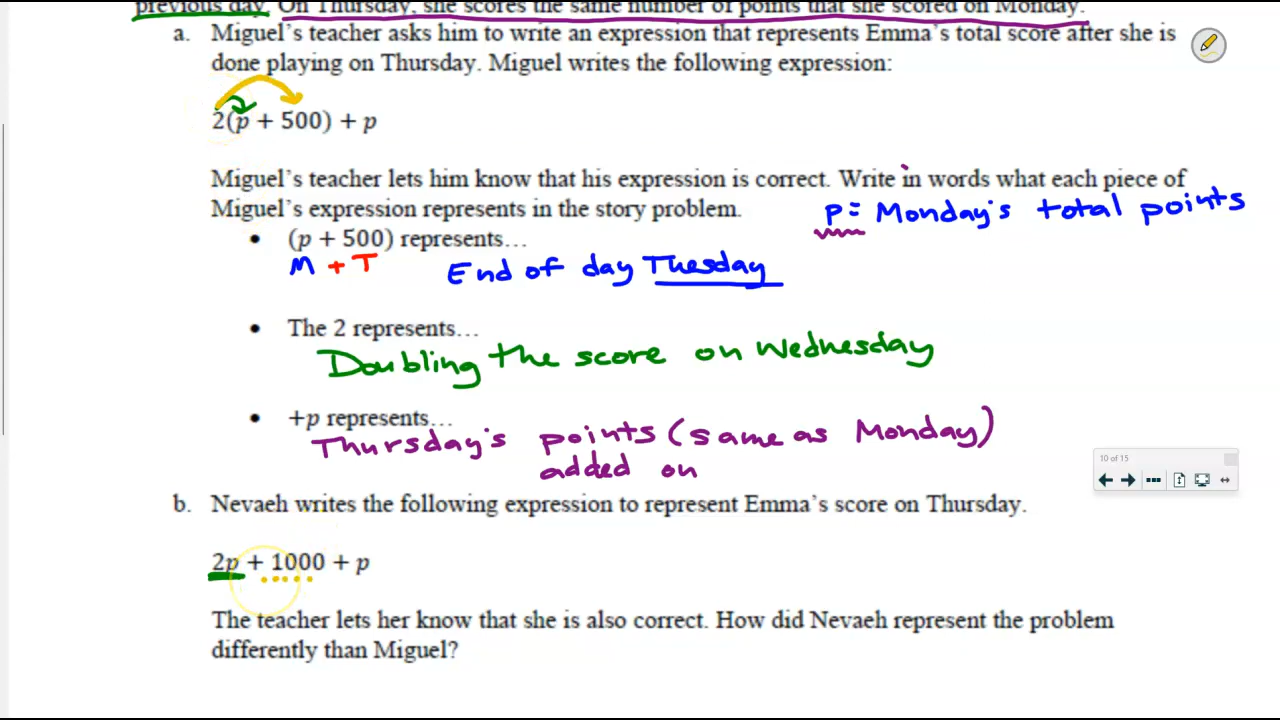 previous day. On Thursday, she scores the same number of points that she scored on Monday.
a. Miguel's teacher asks him to write an expression that represents Emma's total score after she is
done playing on Thursday. Miguel writes the following expression:
2(p + 500) + p
Miguel's teacher lets him know that his expression is correct. Write in words what each piece of
Miguel's expression represents in the story problem.
p = Monday's total points
• (p + 500) represents…
M + T End of day Tuesday
• The 2 represents…
Doubling the score on Wednesday
• +p represents…
Thursday's points (same as Monday)
added on
10 of 15
b. Nevaeh writes the following expression to represent Emma's score on Thursday.
2p + 1000 + p
The teacher lets her know that she is also correct. How did Nevaeh represent the problem
differently than Miguel?